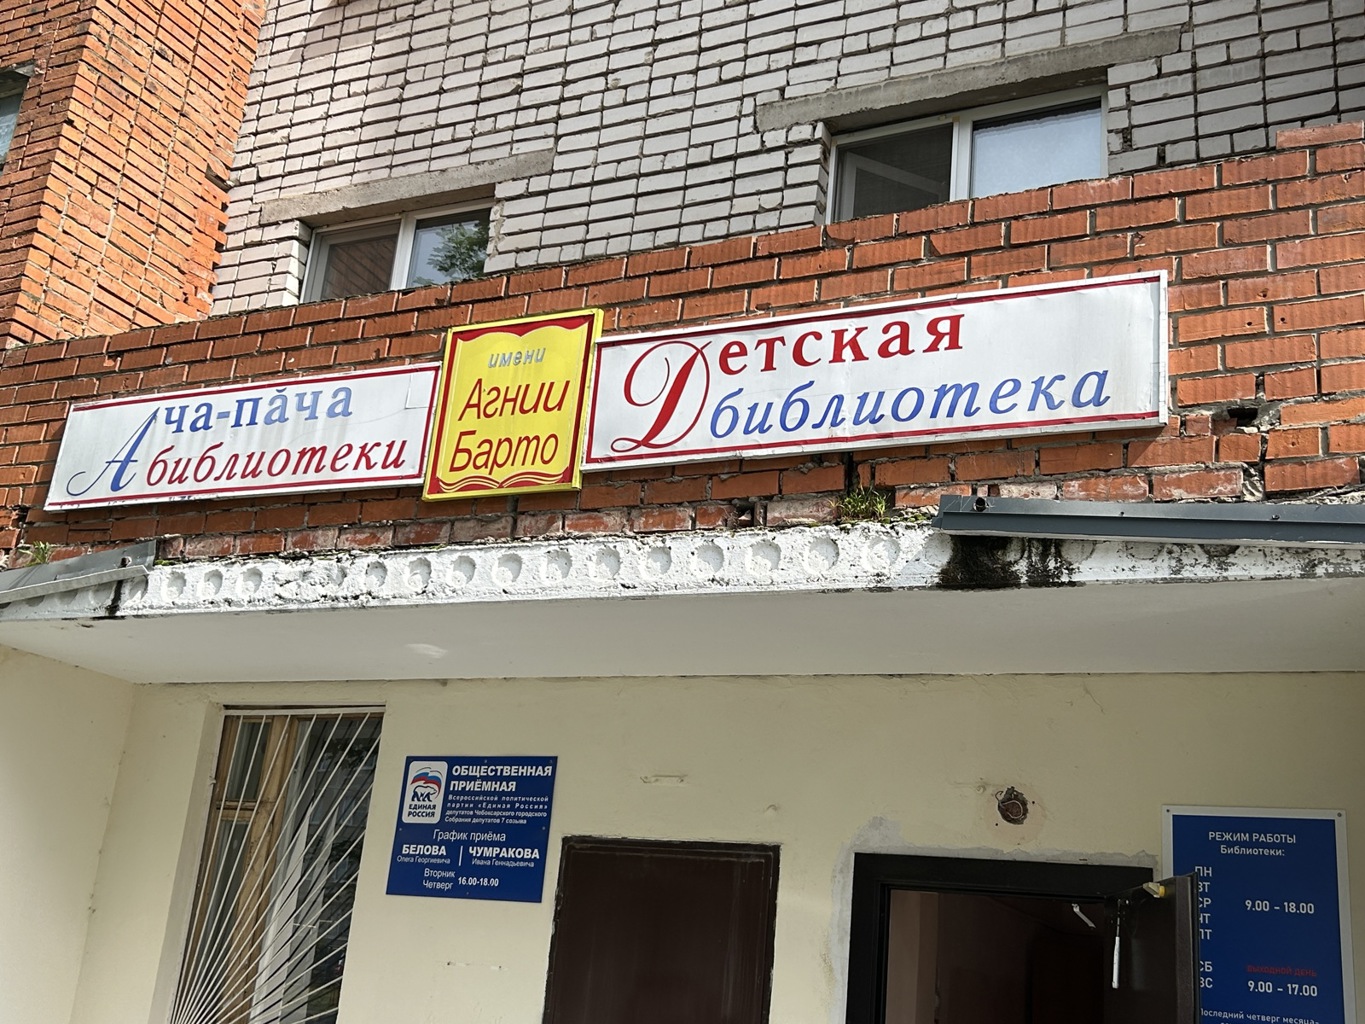 Ача-пӑча
библиотеки
имени
Агнии
Барто
Детская
библиотека
ЕДИНАЯ
РОССИЯ
ОБЩЕСТВЕННАЯ
ПРИЁМНАЯ
Всероссийской политической
партии «Единая Россия»
депутатов Чебоксарского городского
Собрания депутатов 7 созыва
График приёма
БЕЛОВА
Олега Георгиевича
ЧУМРАКОВА
Ивана Геннадьевича
Вторник
Четверг
16.00-18.00
РЕЖИМ РАБОТЫ
Библиотеки:
ПН
ВТ
СР
ЧТ
ПТ
9.00 - 18.00
СБ ВЫХОДНОЙ ДЕНЬ
ВС 9.00 - 17.00
Последний четверг месяца-